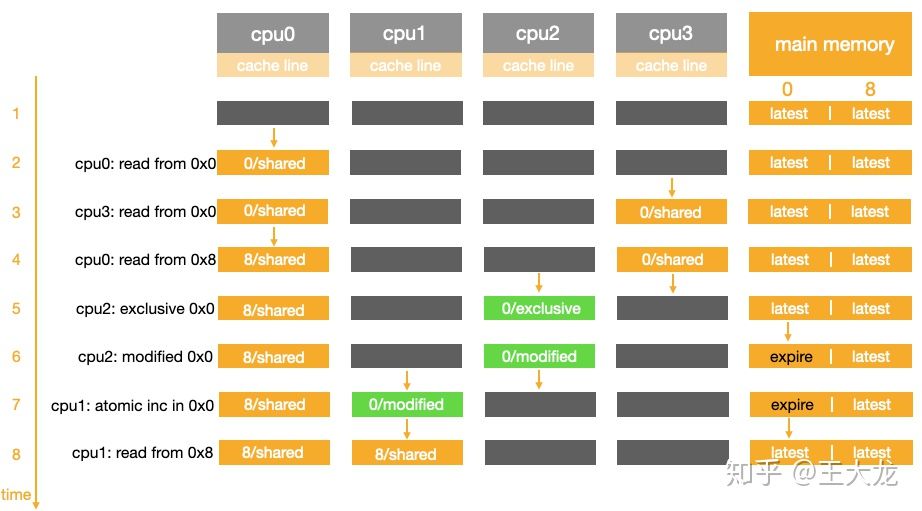 cpu0 cpu1 cpu2 cpu3 main memory
cache line cache line cache line cache line
0 8
1 latest | latest
2 cpu0: read from 0x0 0/shared latest | latest
3 cpu3: read from 0x0 0/shared 0/shared latest | latest
4 cpu0: read from 0x8 8/shared 0/shared latest | latest
5 cpu2: exclusive 0x0 8/shared 0/exclusive latest | latest
6 cpu2: modified 0x0 8/shared 0/modified expire | latest
7 cpu1: atomic inc in 0x0 8/shared 0/modified expire | latest
8 cpu1: read from 0x8 8/shared 8/shared latest | latest
知乎 @王大龙
time